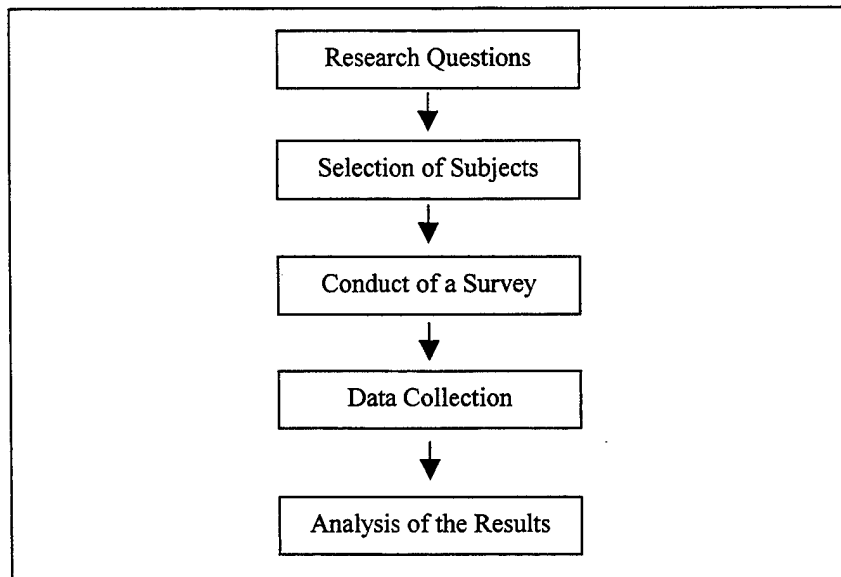 Research Questions
Selection of Subjects
Conduct of a Survey
Data Collection
Analysis of the Results